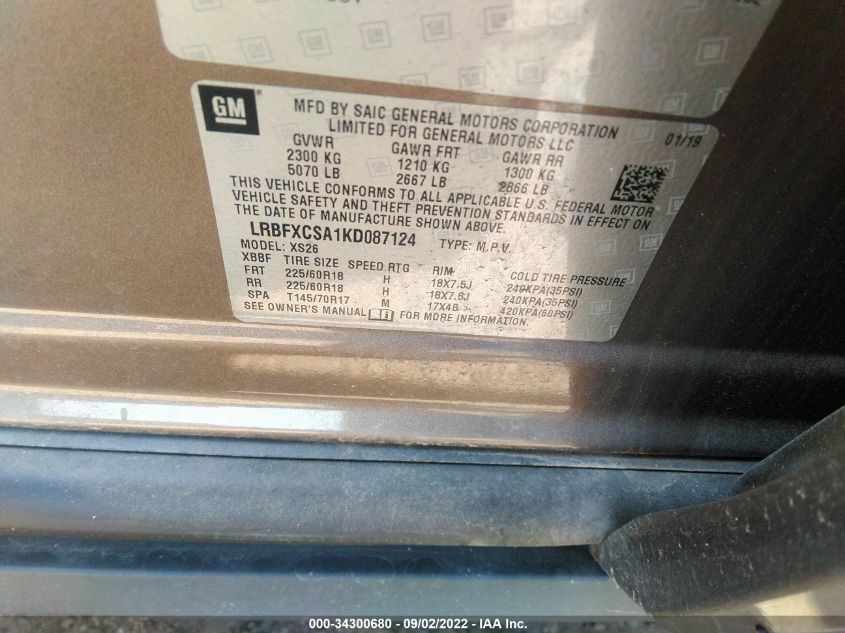 GM
MFD BY SAIC GENERAL MOTORS CORPORATION
LIMITED FOR GENERAL MOTORS LLC
01/19
GVWR GAWR FRT GAWR RR
2300 KG 1210 KG 1300 KG
5070 LB 2667 LB 2866 LB
THIS VEHICLE CONFORMS TO ALL APPLICABLE U.S. FEDERAL MOTOR
VEHICLE SAFETY AND THEFT PREVENTION STANDARDS IN EFFECT ON
THE DATE OF MANUFACTURE SHOWN ABOVE.
LRBFXCSA1KD087124 TYPE: M.P.V.
MODEL: XS26
XBBF TIRE SIZE SPEED RTG RIM COLD TIRE PRESSURE
FRT 225/60R18 H 18X7.5J 240KPA(35PSI)
RR 225/60R18 H 18X7.5J 240KPA(35PSI)
SPA T145/70R17 M 17X4B 420KPA(60PSI)
SEE OWNER'S MANUAL FOR MORE INFORMATION.
000-34300680 - 09/02/2022 - IAA Inc.